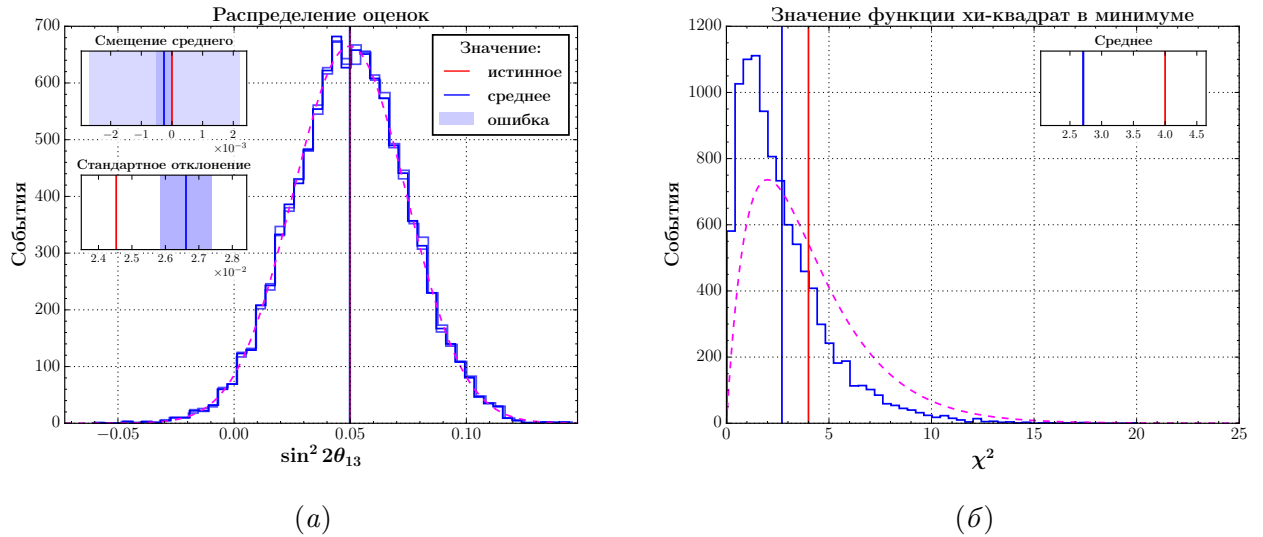 Распределение оценок
События
700
600
500
400
300
200
100
0
−0.05
0.00
0.05
0.10
sin² 2θ₁₃
Смещение среднего
−2
−1
0
1
2
×10⁻³
Стандартное отклонение
2.4
2.5
2.6
2.7
2.8
×10⁻²
Значение:
истинное
среднее
ошибка
(а)
Значение функции хи-квадрат в минимуме
События
1200
1000
800
600
400
200
0
0
5
10
15
20
25
χ²
Среднее
2.5
3.0
3.5
4.0
4.5
(б)